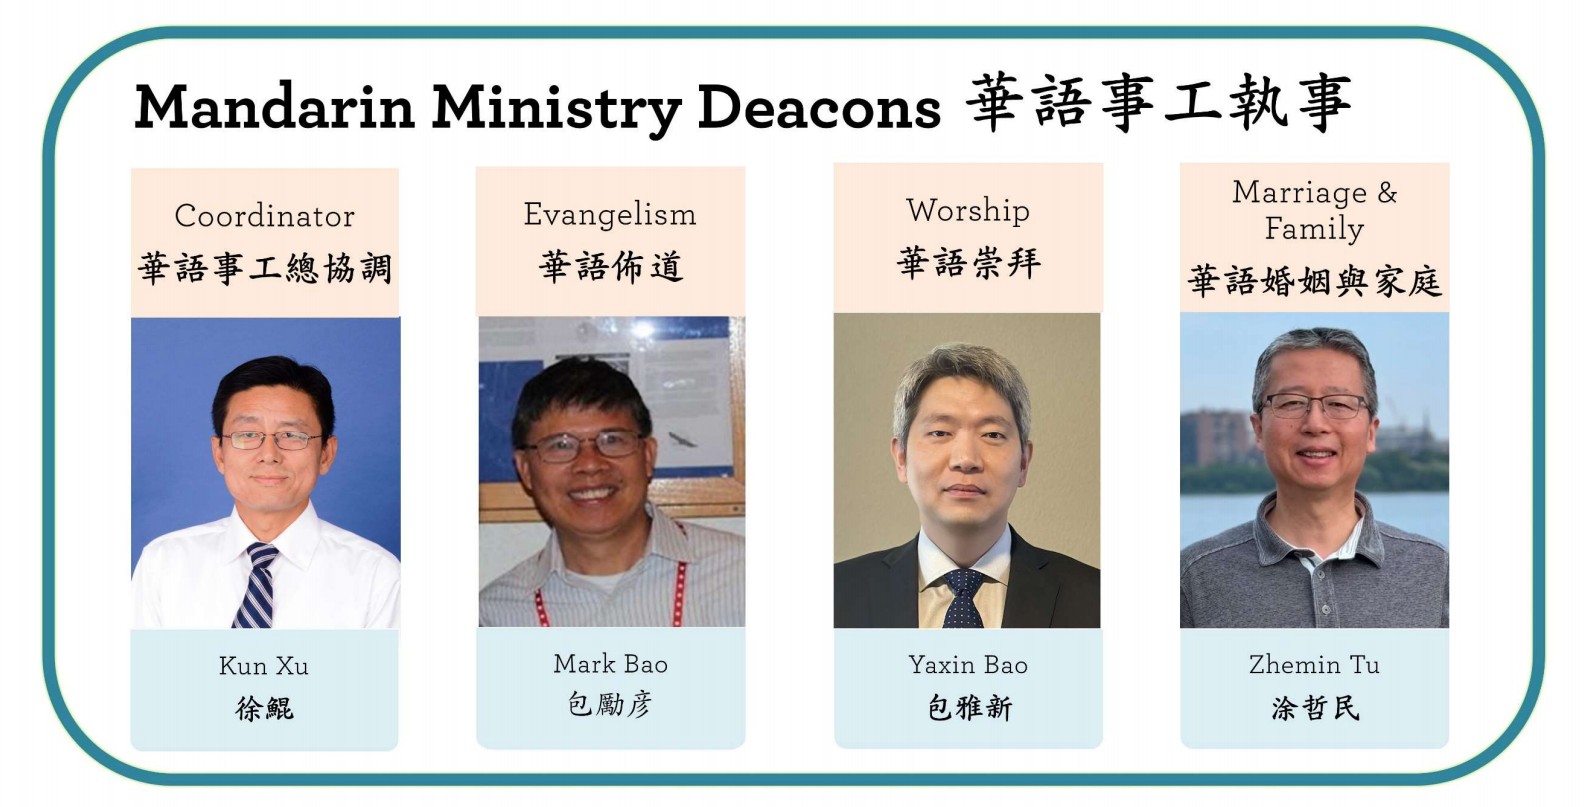 Mandarin Ministry Deacons 華語事工執事
Coordinator
華語事工總協調
Kun Xu
徐鯤
Evangelism
華語佈道
Mark Bao
包勵彦
Worship
華語崇拜
Yaxin Bao
包雅新
Marriage &
Family
華語婚姻與家庭
Zhemin Tu
涂哲民